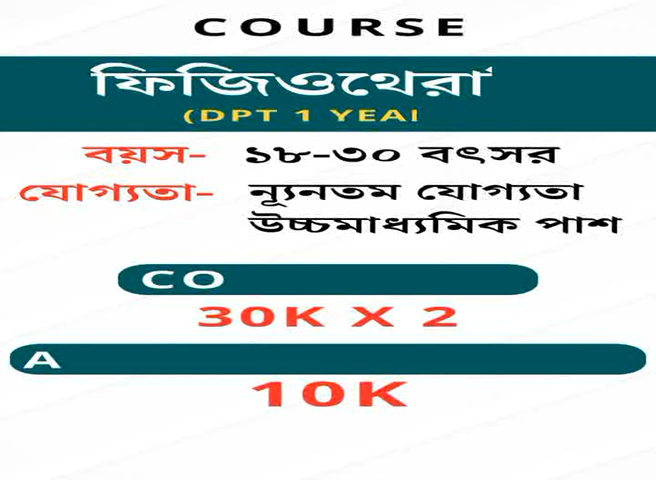 COURSE
ফিজিওথেরা
(DPT 1 YEA
বয়স- ১৮-৩০ বৎসর
যোগ্যতা- ন্যূনতম যোগ্যতা
উচ্চমাধ্যমিক পাশ
CO
30K X 2
A
10K